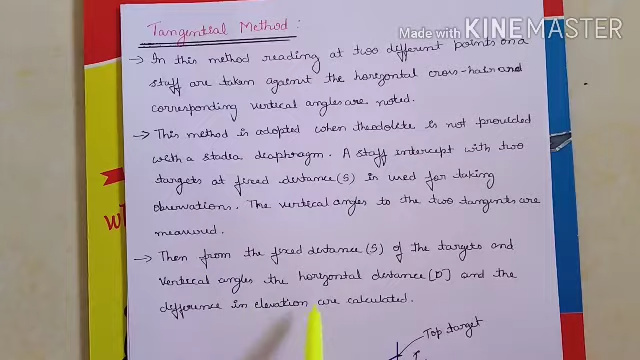 Made with KINEMASTER
Tangential Method :
→ In this method reading at two different points on a
staff are taken against the horizontal cross-hair and
corresponding vertical angles are noted.
→ This method is adopted when theodolite is not provided
with a stadia diaphragm. A staff intercept with two
targets at fixed distance (S) is used for taking
observations. The vertical angles to the two tangents are
measured.
→ Then from the fixed distance (S) of the targets and
vertical angles the horizontal distance [D] and the
difference in elevation are calculated.
Top target